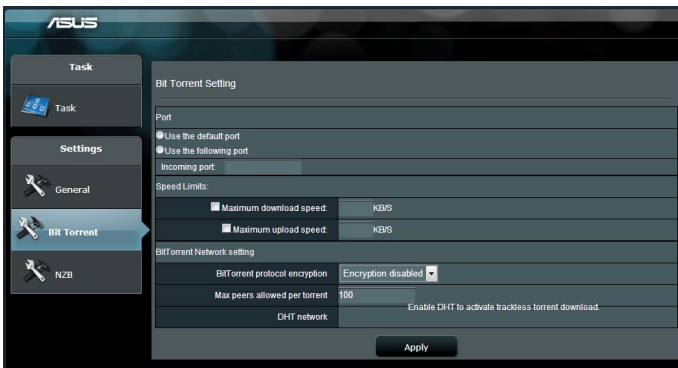 ASUS
Task
Task
Settings
General
Bit Torrent
NZB
Bit Torrent Setting
Port
Use the default port
Use the following port
Incoming port:
Speed Limits:
Maximum download speed: KB/S
Maximum upload speed: KB/S
BitTorrent Network setting
BitTorrent protocol encryption Encryption disabled
Max peers allowed per torrent 100
DHT network Enable DHT to activate trackless torrent download.
Apply